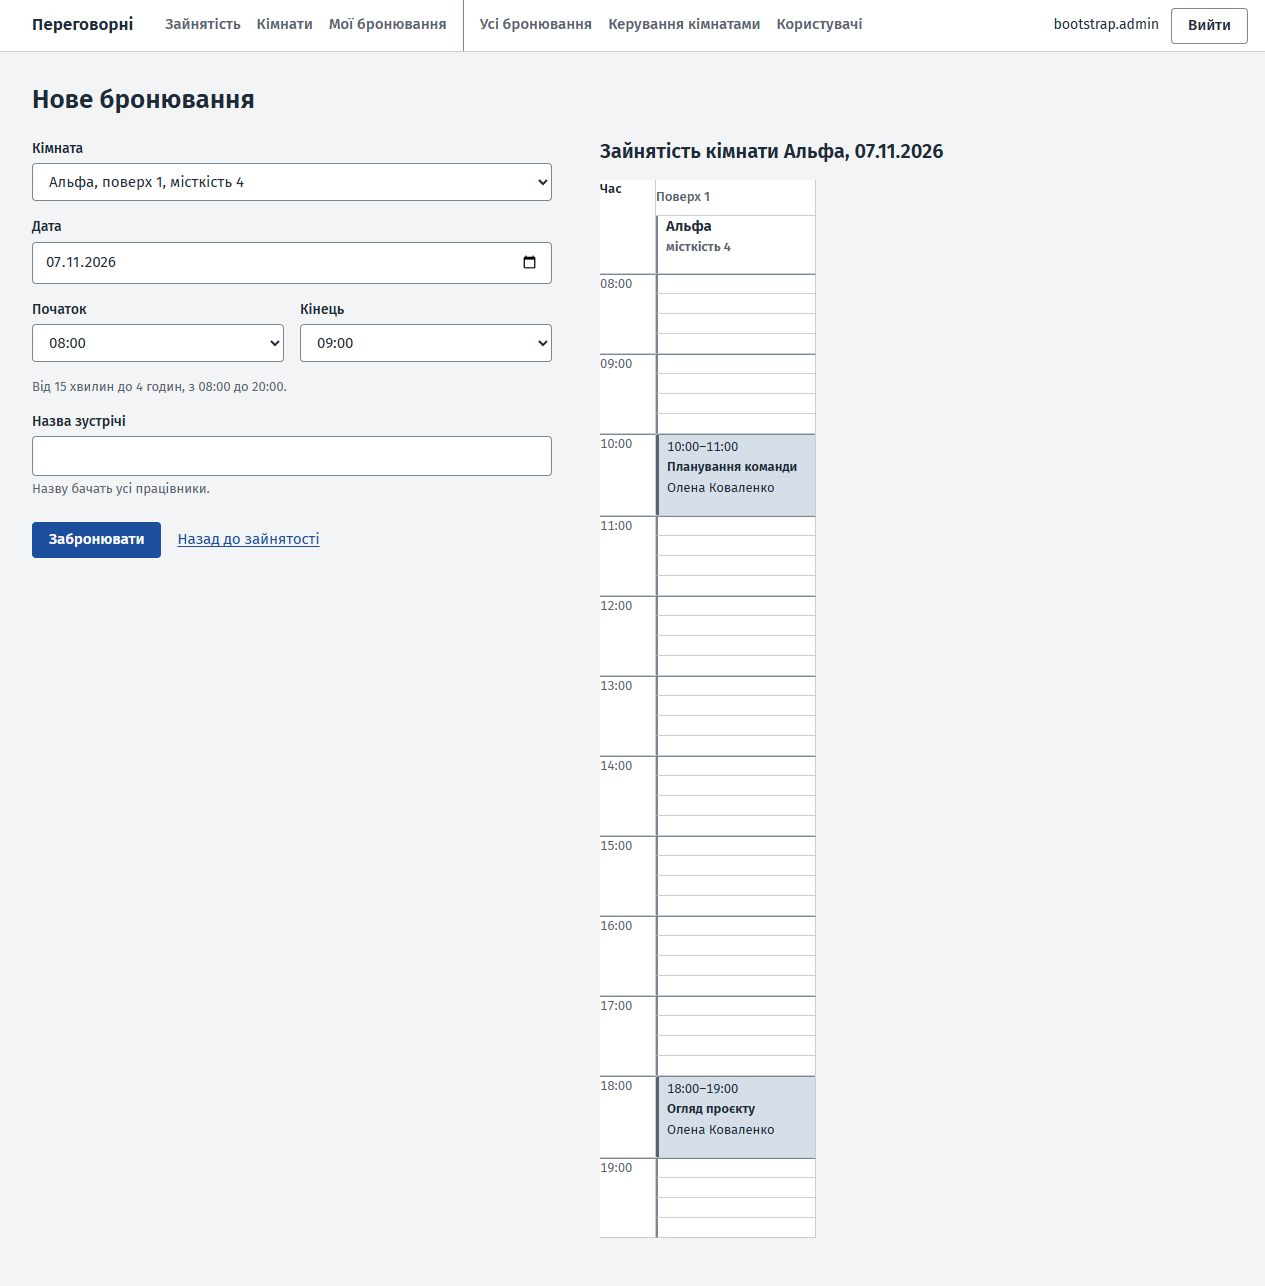 Переговорні Зайнятість Кімнати Мої бронювання Усі бронювання Керування кімнатами Користувачі bootstrap.admin Вийти
Нове бронювання
Кімната
Альфа, поверх 1, місткість 4
Дата
07.11.2026
Початок Кінець
08:00 09:00
Від 15 хвилин до 4 годин, з 08:00 до 20:00.
Назва зустрічі
Назву бачать усі працівники.
Забронювати Назад до зайнятості
Зайнятість кімнати Альфа, 07.11.2026
Час Поверх 1
Альфа
місткість 4
08:00
09:00
10:00 10:00–11:00
Планування команди
Олена Коваленко
11:00
12:00
13:00
14:00
15:00
16:00
17:00
18:00 18:00–19:00
Огляд проєкту
Олена Коваленко
19:00